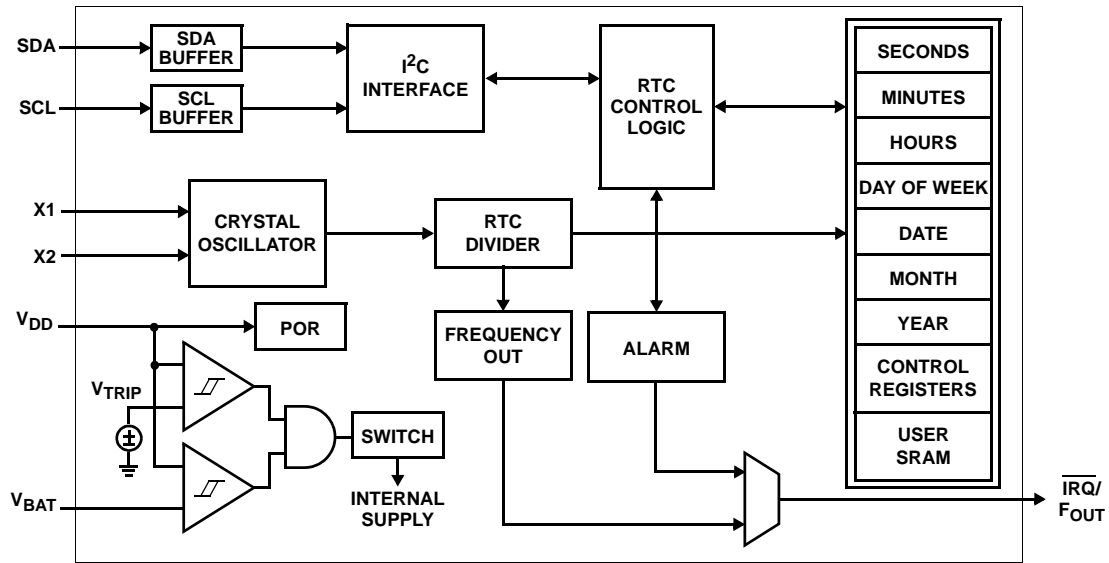 SDA
SDA
BUFFER
SCL
SCL
BUFFER
I2C
INTERFACE
RTC
CONTROL
LOGIC
X1
X2
CRYSTAL
OSCILLATOR
RTC
DIVIDER
VDD
POR
FREQUENCY
OUT
ALARM
VTRIP
±
SWITCH
INTERNAL
SUPPLY
VBAT
SECONDS
MINUTES
HOURS
DAY OF WEEK
DATE
MONTH
YEAR
CONTROL
REGISTERS
USER
SRAM
IRQ/
FOUT